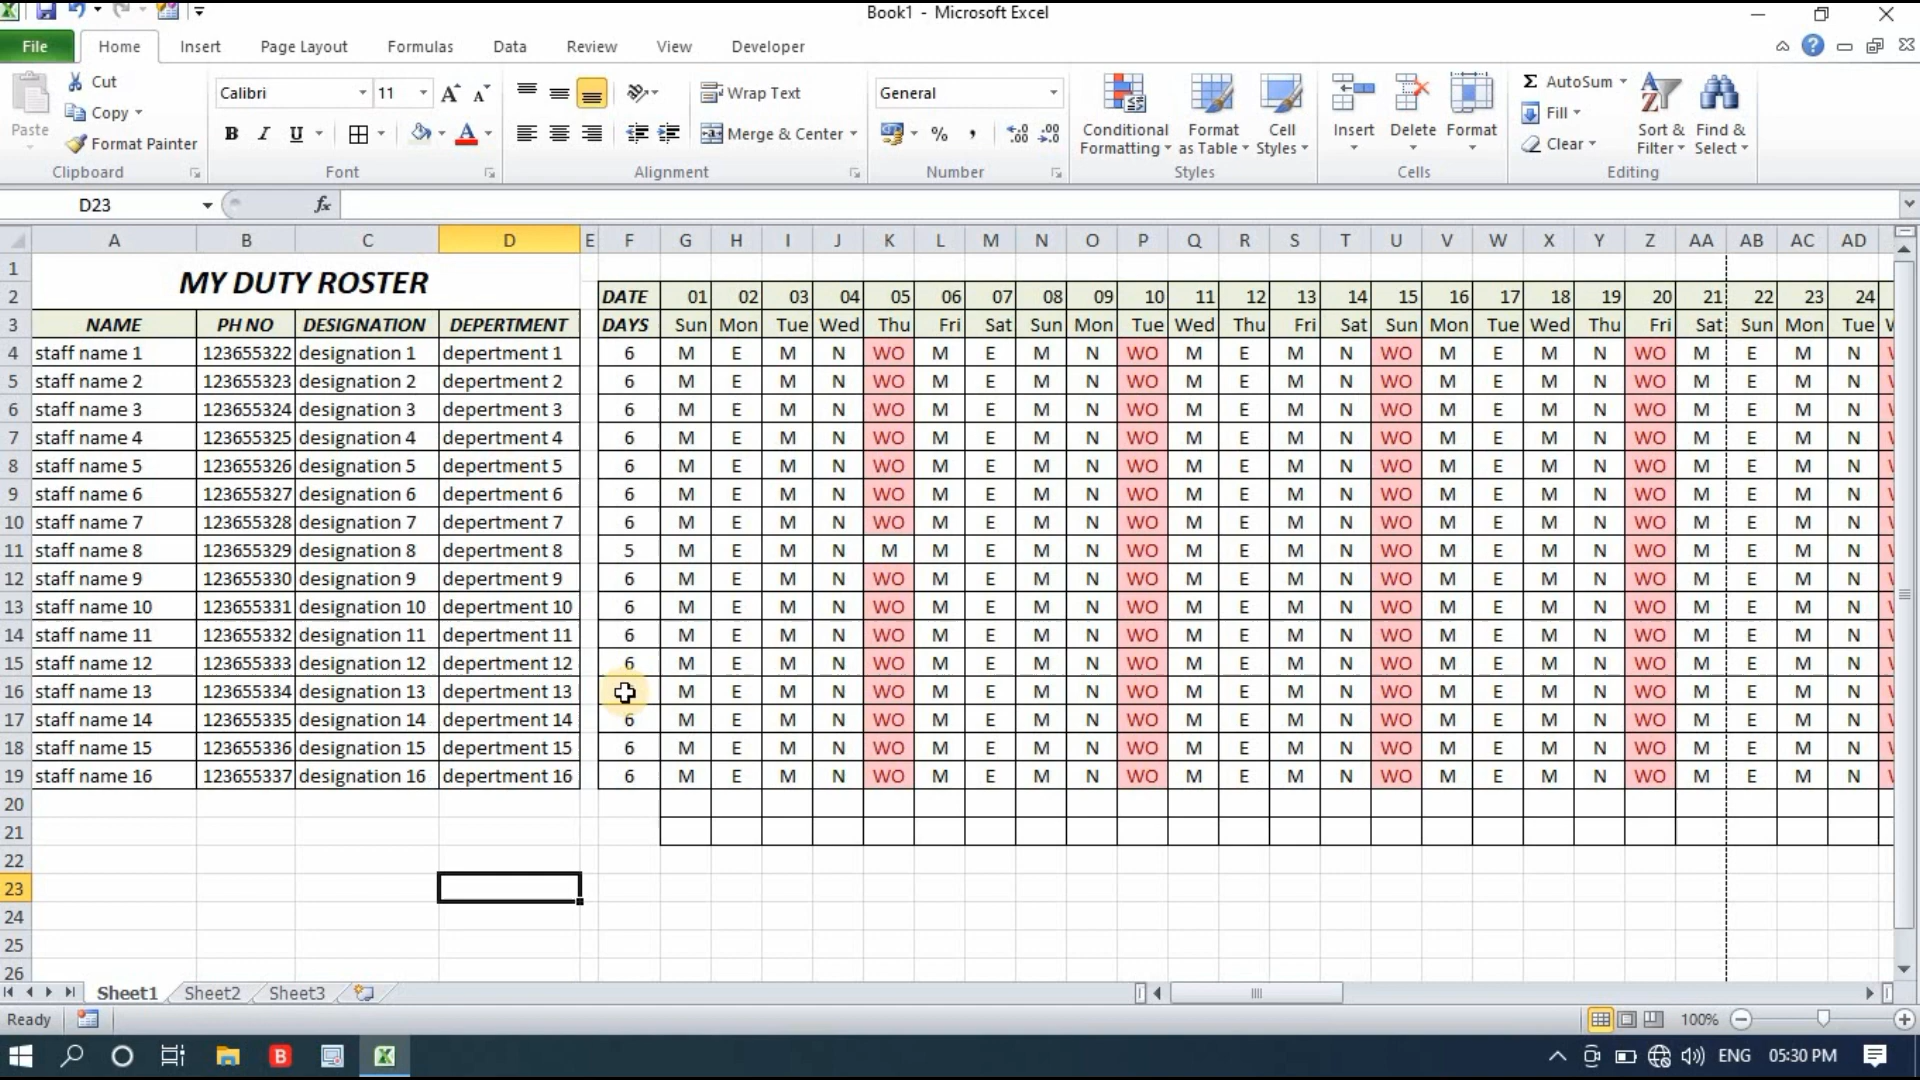 Book1 - Microsoft Excel
File Home Insert Page Layout Formulas Data Review View Developer
Cut
Copy
Format Painter
Paste
Clipboard
Calibri 11
B I U
Font
Wrap Text
Merge & Center
Alignment
General
% ,
Number
Conditional Formatting
Format as Table
Cell Styles
Styles
Insert Delete Format
Cells
AutoSum
Fill
Clear
Sort & Filter
Find & Select
Editing
D23 fx
A B C D E F G H I J K L M N O P Q R S T U V W X Y Z AA AB AC AD
1 MY DUTY ROSTER
2 DATE 01 02 03 04 05 06 07 08 09 10 11 12 13 14 15 16 17 18 19 20 21 22 23 24
3 NAME PH NO DESIGNATION DEPERTMENT DAYS Sun Mon Tue Wed Thu Fri Sat Sun Mon Tue Wed Thu Fri Sat Sun Mon Tue Wed Thu Fri Sat Sun Mon Tue
4 staff name 1 123655322 designation 1 depertment 1 6 M E M N WO M E M N WO M E M N WO M E M N WO M E M N
5 staff name 2 123655323 designation 2 depertment 2 6 M E M N WO M E M N WO M E M N WO M E M N WO M E M N
6 staff name 3 123655324 designation 3 depertment 3 6 M E M N WO M E M N WO M E M N WO M E M N WO M E M N
7 staff name 4 123655325 designation 4 depertment 4 6 M E M N WO M E M N WO M E M N WO M E M N WO M E M N
8 staff name 5 123655326 designation 5 depertment 5 6 M E M N WO M E M N WO M E M N WO M E M N WO M E M N
9 staff name 6 123655327 designation 6 depertment 6 6 M E M N WO M E M N WO M E M N WO M E M N WO M E M N
10 staff name 7 123655328 designation 7 depertment 7 6 M E M N WO M E M N WO M E M N WO M E M N WO M E M N
11 staff name 8 123655329 designation 8 depertment 8 5 M E M N M M E M N WO M E M N WO M E M N WO M E M N
12 staff name 9 123655330 designation 9 depertment 9 6 M E M N WO M E M N WO M E M N WO M E M N WO M E M N
13 staff name 10 123655331 designation 10 depertment 10 6 M E M N WO M E M N WO M E M N WO M E M N WO M E M N
14 staff name 11 123655332 designation 11 depertment 11 6 M E M N WO M E M N WO M E M N WO M E M N WO M E M N
15 staff name 12 123655333 designation 12 depertment 12 6 M E M N WO M E M N WO M E M N WO M E M N WO M E M N
16 staff name 13 123655334 designation 13 depertment 13 M E M N WO M E M N WO M E M N WO M E M N WO M E M N
17 staff name 14 123655335 designation 14 depertment 14 6 M E M N WO M E M N WO M E M N WO M E M N WO M E M N
18 staff name 15 123655336 designation 15 depertment 15 6 M E M N WO M E M N WO M E M N WO M E M N WO M E M N
19 staff name 16 123655337 designation 16 depertment 16 6 M E M N WO M E M N WO M E M N WO M E M N WO M E M N
20
21
22
23
24
25
26
Sheet1 Sheet2 Sheet3
Ready 100%
B ENG 05:30 PM